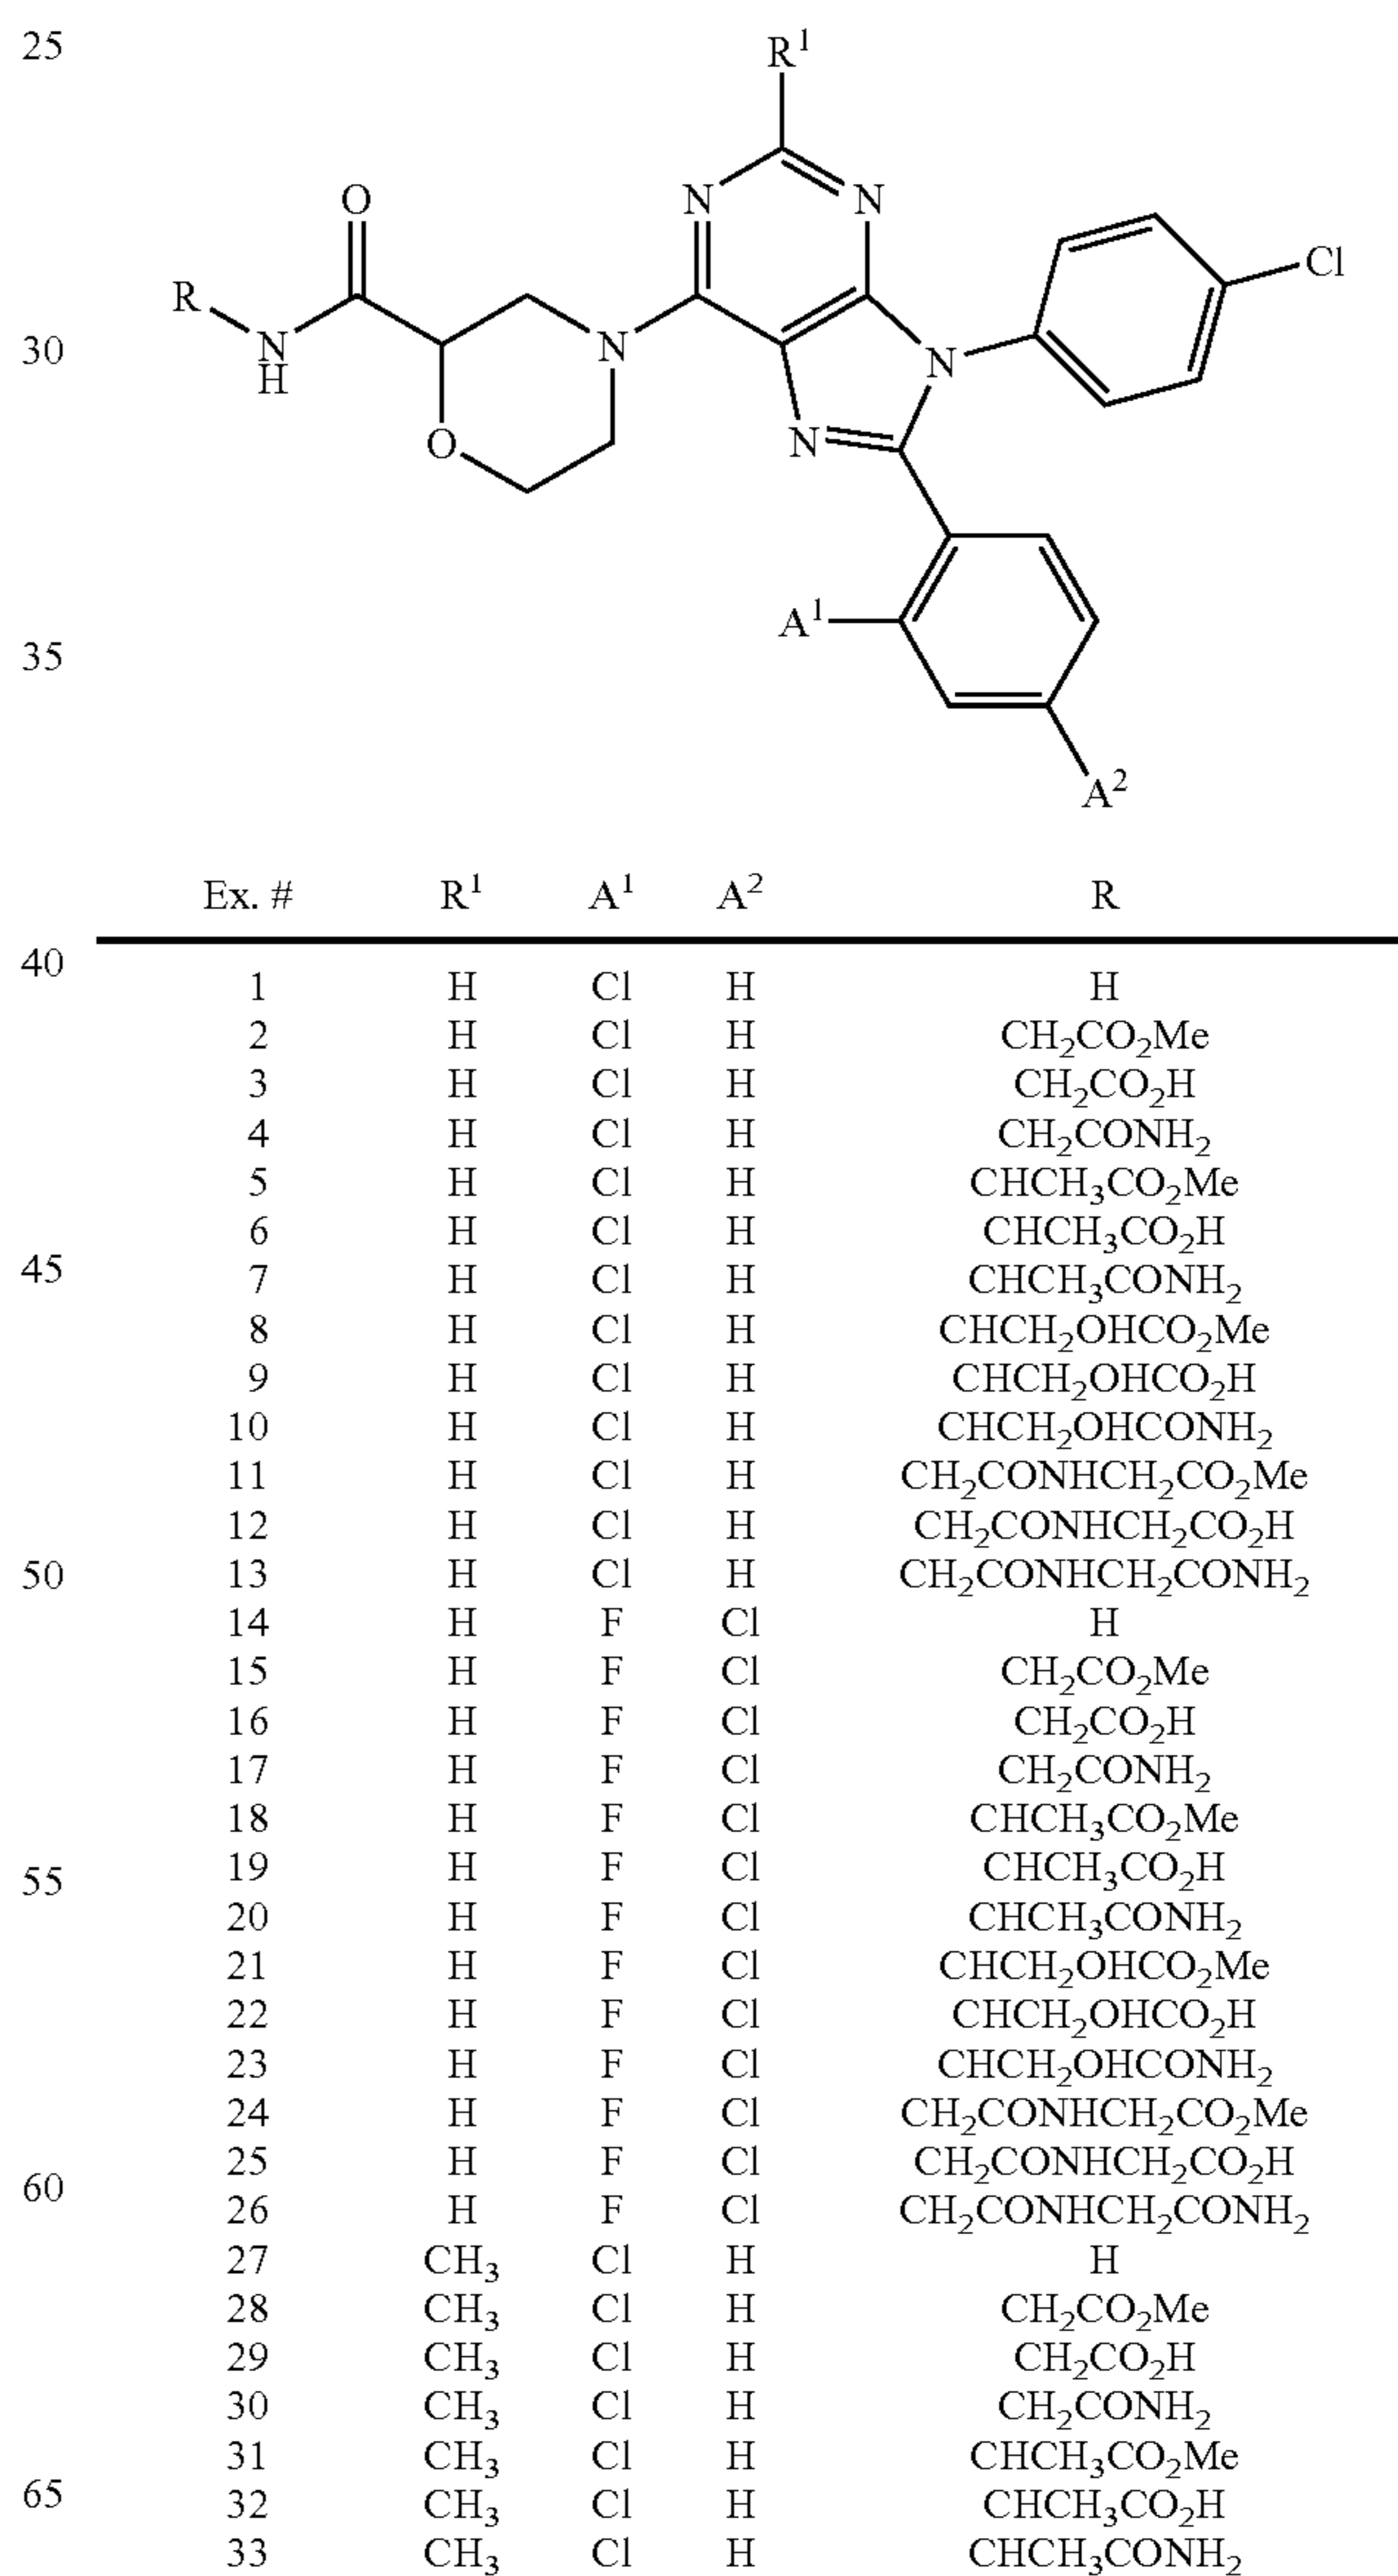 25
R¹
N N
O
Cl
R
30
N
H
N
N
N
O
35
A¹
A²
Ex. # R¹ A¹ A² R
40
1 H Cl H H
2 H Cl H CH₂CO₂Me
3 H Cl H CH₂CO₂H
4 H Cl H CH₂CONH₂
5 H Cl H CHCH₃CO₂Me
6 H Cl H CHCH₃CO₂H
45
7 H Cl H CHCH₃CONH₂
8 H Cl H CHCH₂OHCO₂Me
9 H Cl H CHCH₂OHCO₂H
10 H Cl H CHCH₂OHCONH₂
11 H Cl H CH₂CONHCH₂CO₂Me
12 H Cl H CH₂CONHCH₂CO₂H
50
13 H Cl H CH₂CONHCH₂CONH₂
14 H F Cl H
15 H F Cl CH₂CO₂Me
16 H F Cl CH₂CO₂H
17 H F Cl CH₂CONH₂
18 H F Cl CHCH₃CO₂Me
55
19 H F Cl CHCH₃CO₂H
20 H F Cl CHCH₃CONH₂
21 H F Cl CHCH₂OHCO₂Me
22 H F Cl CHCH₂OHCO₂H
23 H F Cl CHCH₂OHCONH₂
24 H F Cl CH₂CONHCH₂CO₂Me
25 H F Cl CH₂CONHCH₂CO₂H
60
26 H F Cl CH₂CONHCH₂CONH₂
27 CH₃ Cl H H
28 CH₃ Cl H CH₂CO₂Me
29 CH₃ Cl H CH₂CO₂H
30 CH₃ Cl H CH₂CONH₂
31 CH₃ Cl H CHCH₃CO₂Me
65
32 CH₃ Cl H CHCH₃CO₂H
33 CH₃ Cl H CHCH₃CONH₂